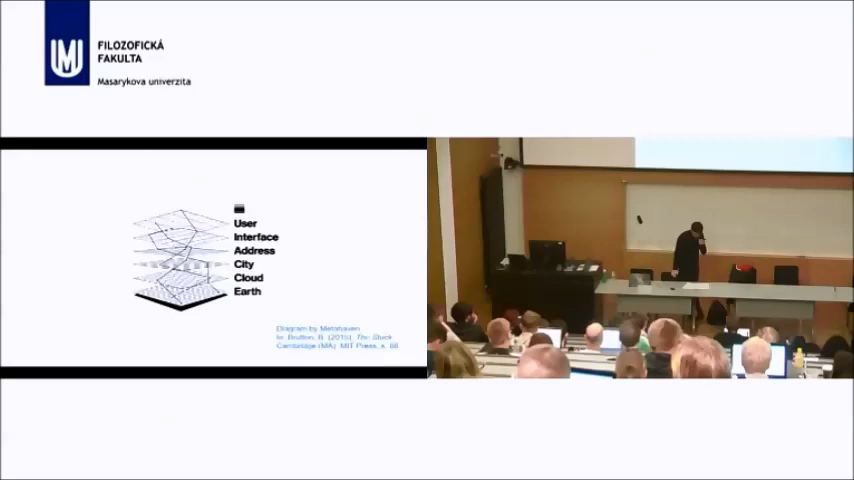 FILOZOFICKÁ
FAKULTA
Masarykova univerzita
User
Interface
Address
City
Cloud
Earth
Diagram by Metahaven
In: Bratton, B. (2015). The Stack.
Cambridge (MA): MIT Press, s. 66